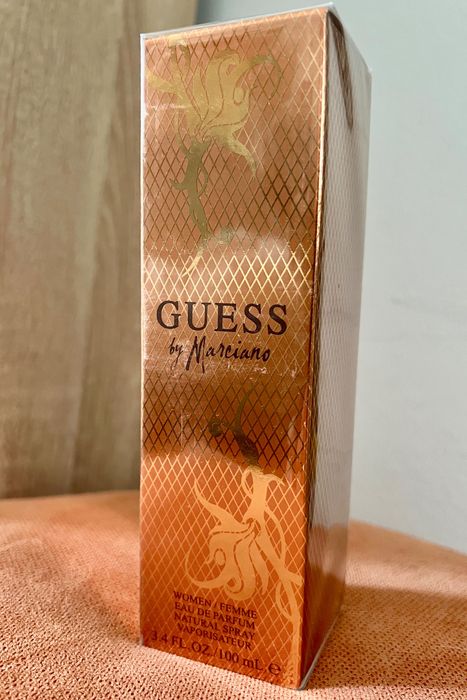 GUESS
by Marciano
WOMEN / FEMME
EAU DE PARFUM
NATURAL SPRAY
VAPORISATEUR
3.4 FL.OZ./100 mL ℮